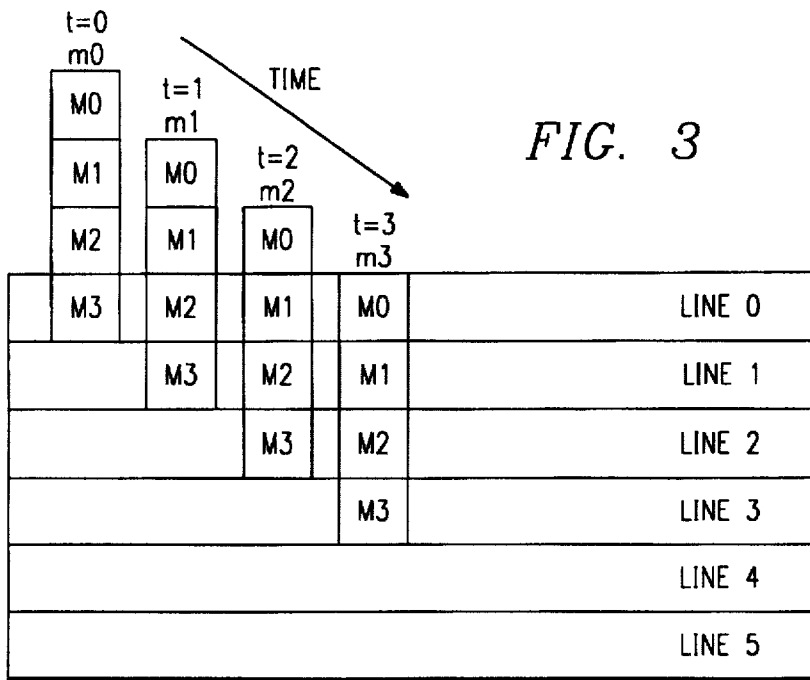 t=0
m0
M0
M1
M2
M3
t=1
m1
M0
M1
M2
M3
t=2
m2
M0
M1
M2
M3
t=3
m3
M0
M1
M2
M3
TIME
FIG. 3
LINE 0
LINE 1
LINE 2
LINE 3
LINE 4
LINE 5